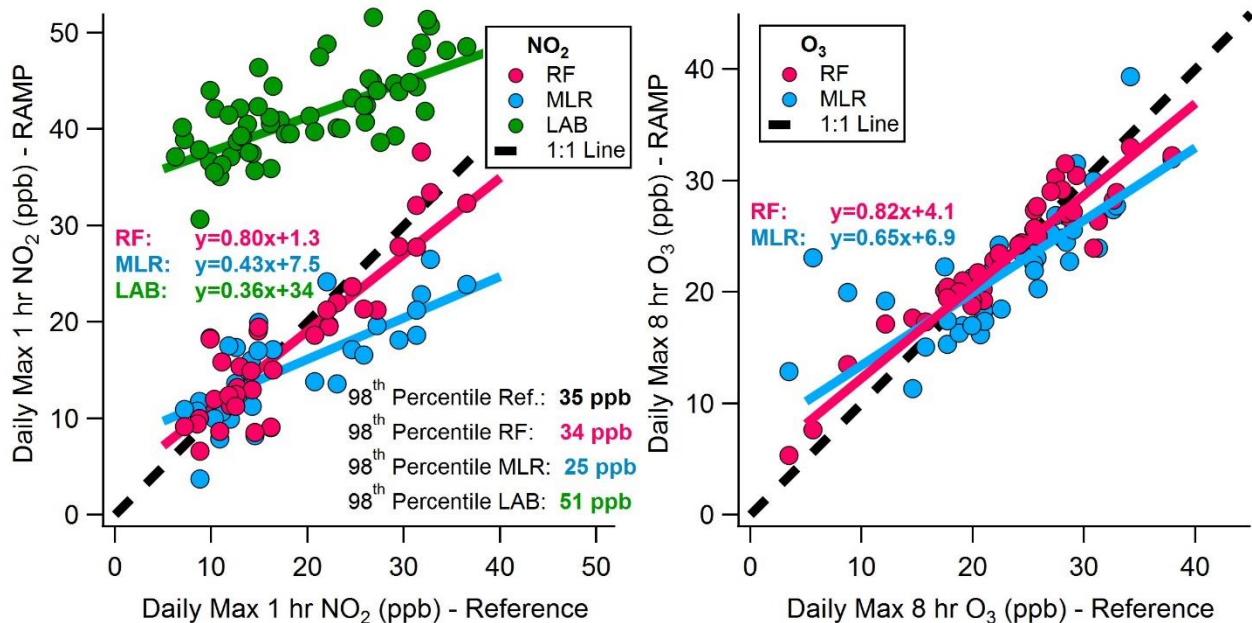 Daily Max 1 hr NO₂ (ppb) - RAMP
50
40
30
20
10
0
NO₂
RF
MLR
LAB
1:1 Line
RF: y=0.80x+1.3
MLR: y=0.43x+7.5
LAB: y=0.36x+34
98th Percentile Ref.: 35 ppb
98th Percentile RF: 34 ppb
98th Percentile MLR: 25 ppb
98th Percentile LAB: 51 ppb
0 10 20 30 40 50
Daily Max 1 hr NO₂ (ppb) - Reference
Daily Max 8 hr O₃ (ppb) - RAMP
40
30
20
10
0
O₃
RF
MLR
1:1 Line
RF: y=0.82x+4.1
MLR: y=0.65x+6.9
0 10 20 30 40
Daily Max 8 hr O₃ (ppb) - Reference